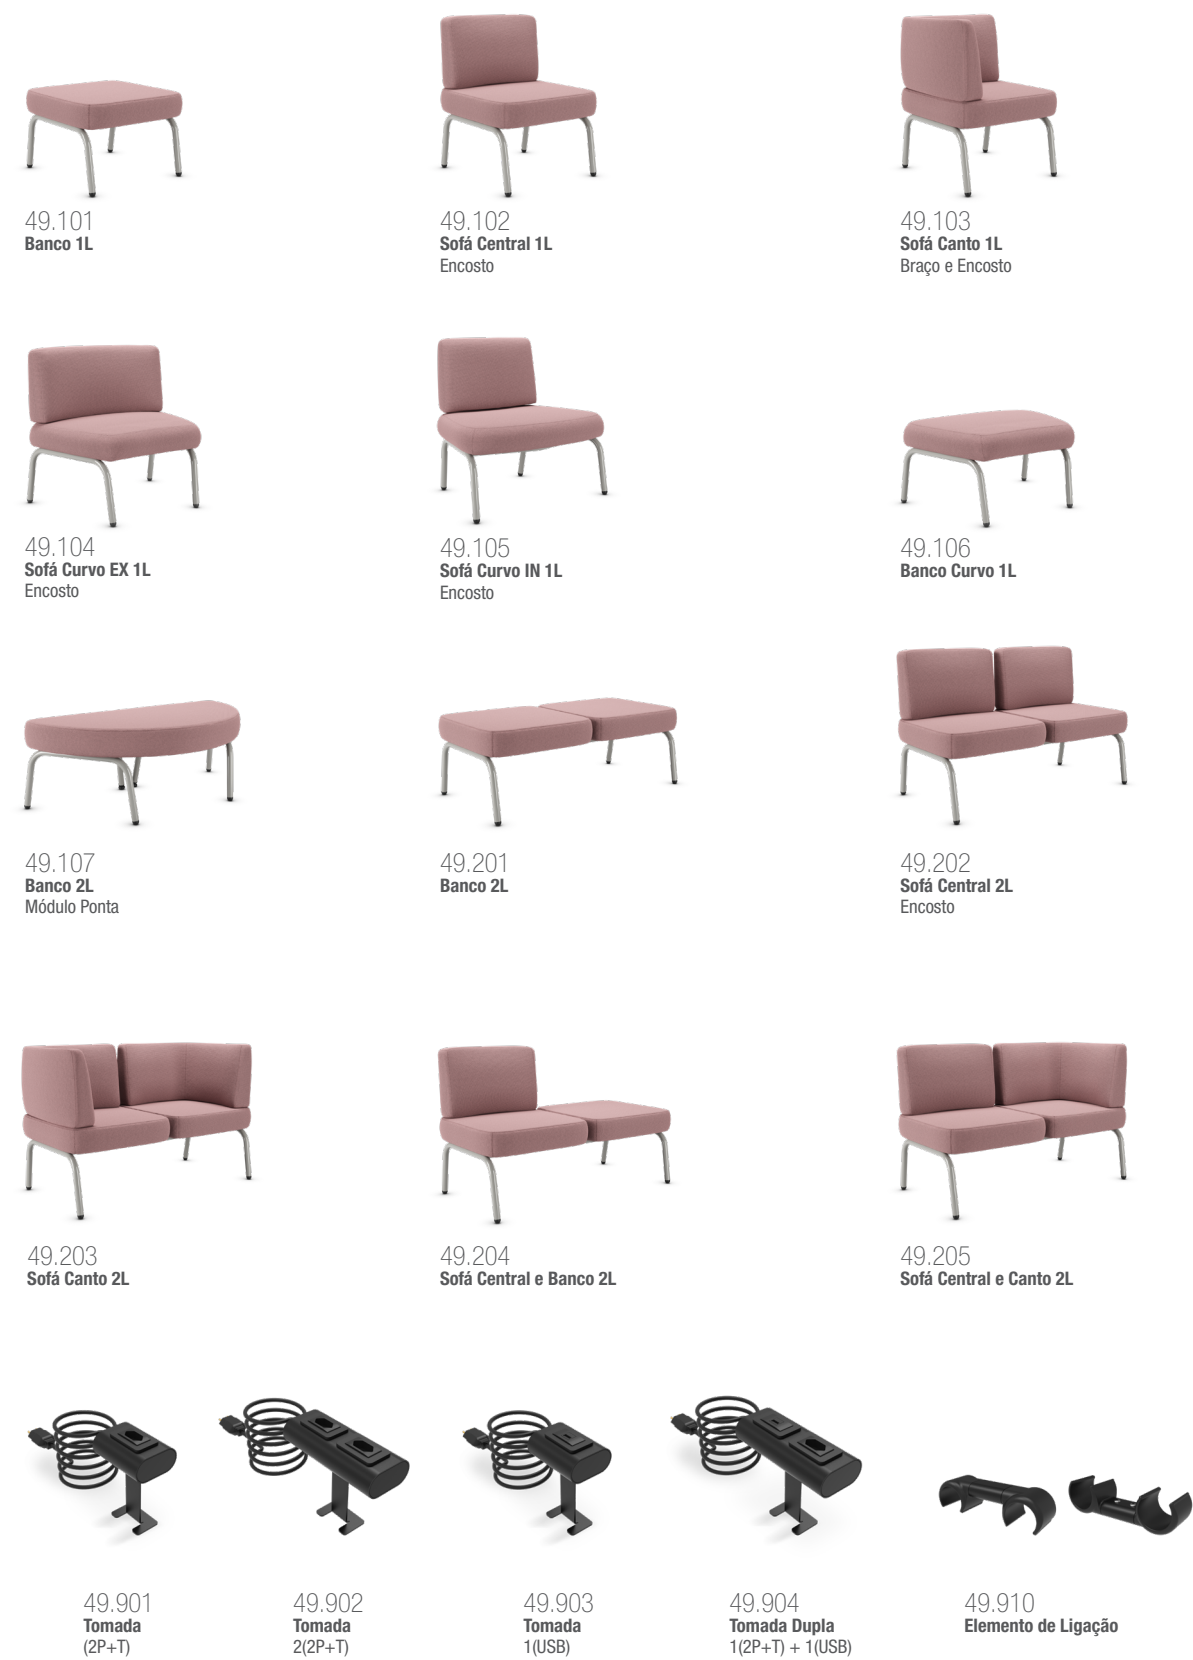 49.101
Banco 1L
49.102
Sofá Central 1L
Encosto
49.103
Sofá Canto 1L
Braço e Encosto
49.104
Sofá Curvo EX 1L
Encosto
49.105
Sofá Curvo IN 1L
Encosto
49.106
Banco Curvo 1L
49.107
Banco 2L
Módulo Ponta
49.201
Banco 2L
49.202
Sofá Central 2L
Encosto
49.203
Sofá Canto 2L
49.204
Sofá Central e Banco 2L
49.205
Sofá Central e Canto 2L
49.901
Tomada
(2P+T)
49.902
Tomada
2(2P+T)
49.903
Tomada
1(USB)
49.904
Tomada Dupla
1(2P+T) + 1(USB)
49.910
Elemento de Ligação